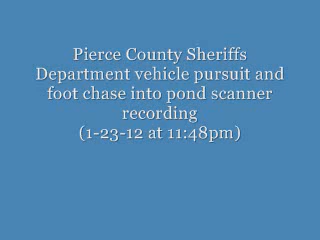 Pierce County Sheriffs
Department vehicle pursuit and
foot chase into pond scanner
recording
(1-23-12 at 11:48pm)